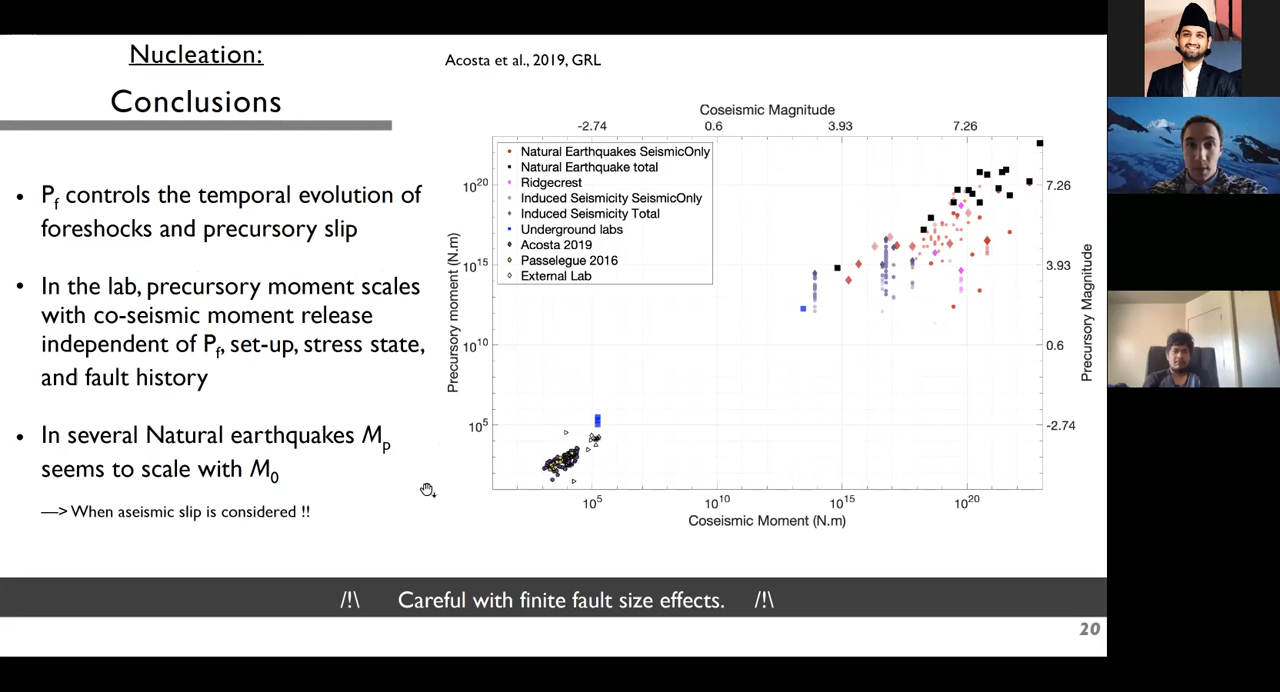 Nucleation:
Conclusions
Acosta et al., 2019, GRL
• Pf controls the temporal evolution of
foreshocks and precursory slip
• In the lab, precursory moment scales
with co-seismic moment release
independent of Pf, set-up, stress state,
and fault history
• In several Natural earthquakes Mp
seems to scale with M0
—> When aseismic slip is considered !!
Coseismic Magnitude
-2.74 0.6 3.93 7.26
Natural Earthquakes SeismicOnly
Natural Earthquake total
Ridgecrest
Induced Seismicity SeismicOnly
Induced Seismicity Total
Underground labs
Acosta 2019
Passelegue 2016
External Lab
Precursory moment (N.m)
10^20
10^15
10^10
10^5
7.26
3.93
0.6
-2.74
Precursory Magnitude
10^5 10^10 10^15 10^20
Coseismic Moment (N.m)
/!\ Careful with finite fault size effects. /!\
20